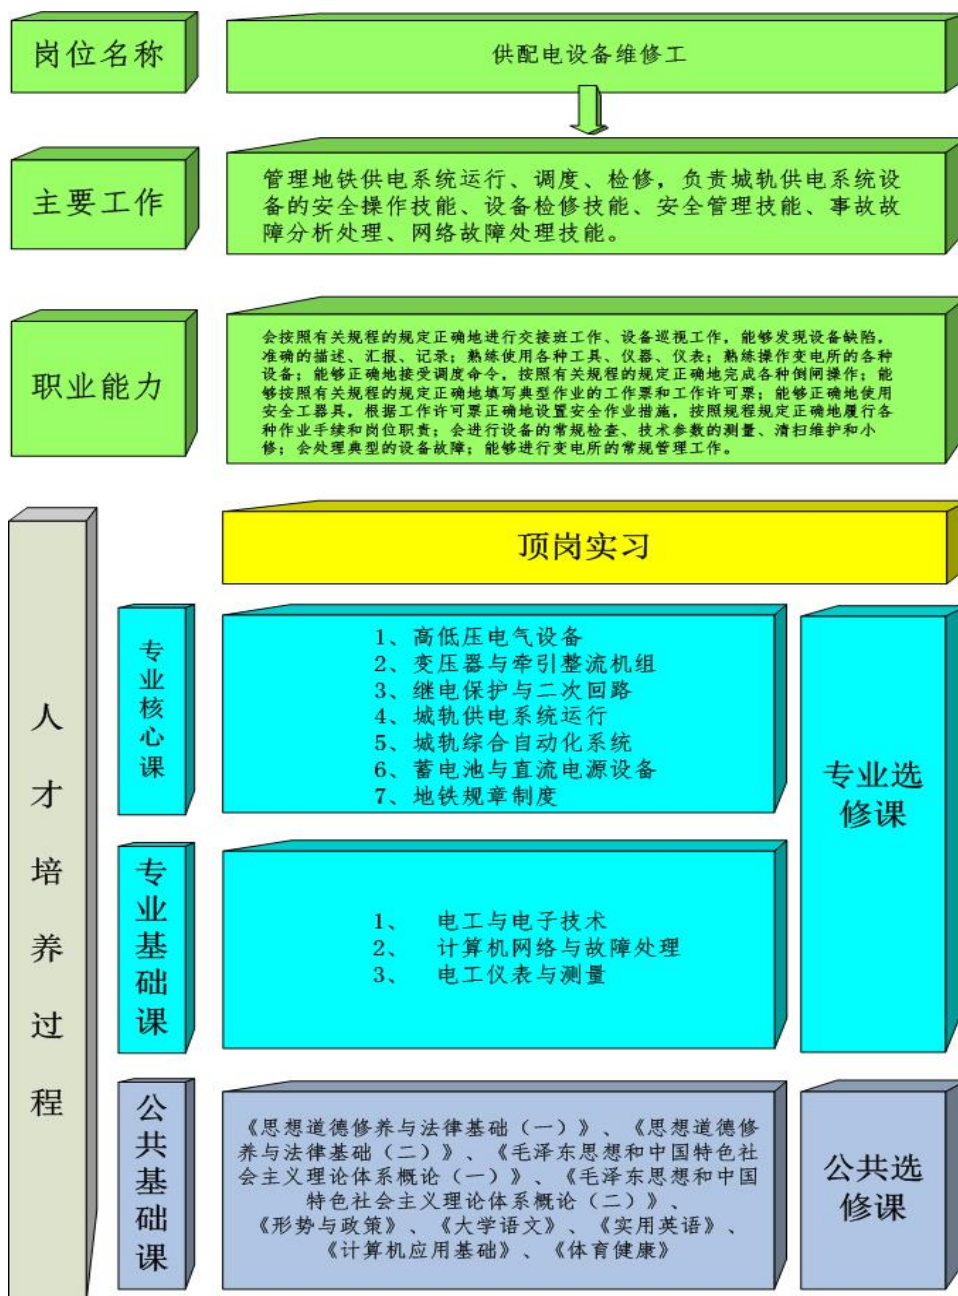 岗位名称
供配电设备维修工
主要工作
管理地铁供电系统运行、调度、检修，负责城轨供电系统设
备的安全操作技能、设备检修技能、安全管理技能、事故故
障分析处理、网络故障处理技能。
职业能力
会按照有关规程的规定正确地进行交接班工作、设备巡视工作，能够发现设备缺陷，
准确的描述、汇报、记录；熟练使用各种工具、仪器、仪表；熟练操作变电所的各种
设备；能够正确地接受调度命令，按照有关规程的规定正确地完成各种倒闸操作；能
够按照有关规程的规定正确地填写典型作业的工作票和工作许可票；能够正确地使用
安全工器具，根据工作许可票正确地设置安全作业措施，按照规程规定正确地履行各
种作业手续和岗位职责；会进行设备的常规检查、技术参数的测量、清扫维护和小
修；会处理典型的设备故障；能够进行变电所的常规管理工作。
人才培养过程
顶岗实习
专业核心课
1、高低压电气设备
2、变压器与牵引整流机组
3、继电保护与二次回路
4、城轨供电系统运行
5、城轨综合自动化系统
6、蓄电池与直流电源设备
7、地铁规章制度
专业选
修课
专业基础课
1、 电工与电子技术
2、 计算机网络与故障处理
3、 电工仪表与测量
公共基础课
《思想道德修养与法律基础（一）》、《思想道德修
养与法律基础（二）》、《毛泽东思想和中国特色社
会主义理论体系概论（一）》、《毛泽东思想和中国
特色社会主义理论体系概论（二）》、
《形势与政策》、《大学语文》、《实用英语》、
《计算机应用基础》、《体育健康》
公共选
修课